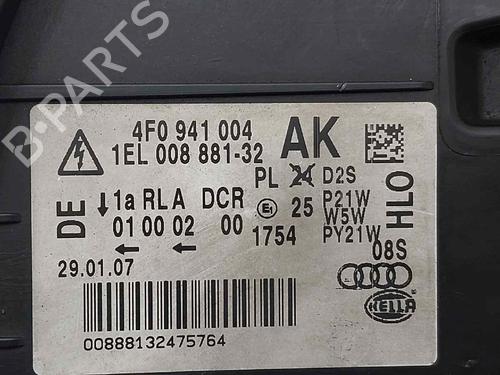 B-PARTS
4F0 941 004 AK
1EL 008 881-32
PL 24 D2S
DE 1a RLA DCR E1 25 P21W
W5W
01 00 02 00 1754 PY21W
HLO
08S
29.01.07
HELLA
00888132475764